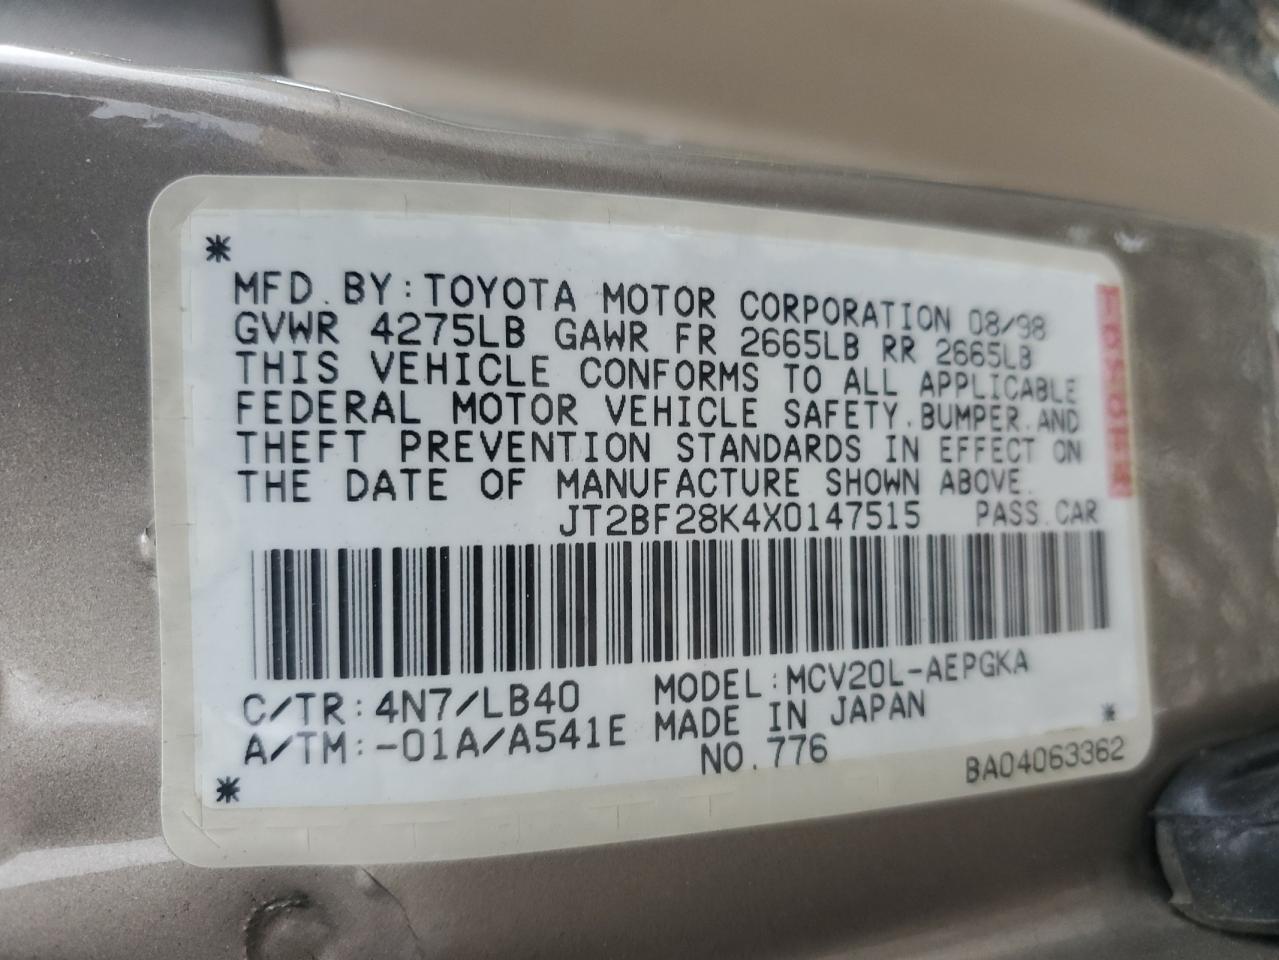 MFD. BY: TOYOTA MOTOR CORPORATION 08/98
GVWR 4275LB GAWR FR 2665LB RR 2665LB
THIS VEHICLE CONFORMS TO ALL APPLICABLE
FEDERAL MOTOR VEHICLE SAFETY. BUMPER. AND
THEFT PREVENTION STANDARDS IN EFFECT ON
THE DATE OF MANUFACTURE SHOWN ABOVE.
JT2BF28K4X0147515 PASS. CAR
C/TR: 4N7/LB40 MODEL: MCV20L-AEPGKA
A/TM: -01A/A541E MADE IN JAPAN
NO. 776
BA04063362